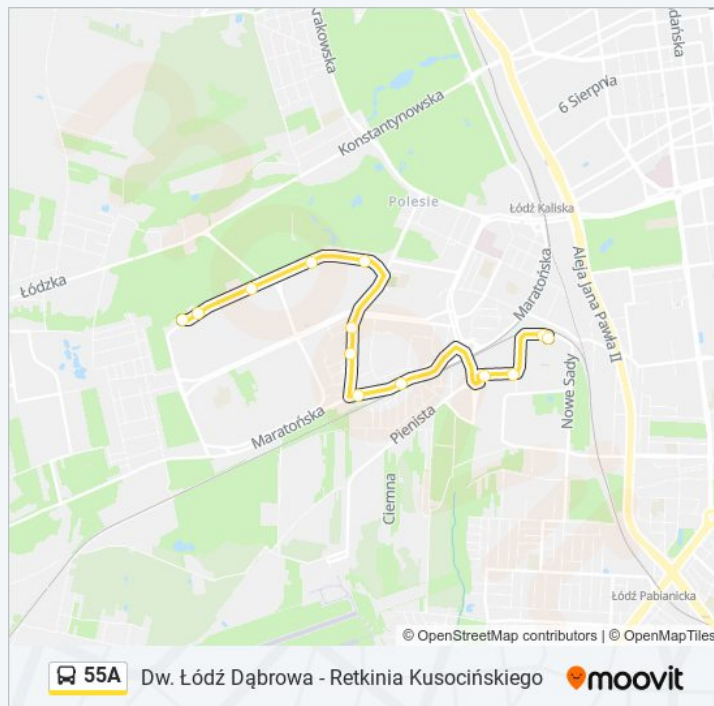 Krakowska
dańska
6 Sierpnia
Konstantynowska
Polesie
Łódź Kaliska
Maratońska
Aleja Jana Pawła II
Łódzka
Nowe Sady
Maratońska
Pienista
Ciemna
Łódź Pabianicka
© OpenStreetMap contributors | © OpenMapTiles
55A Dw. Łódź Dąbrowa - Retkinia Kusocińskiego moovit